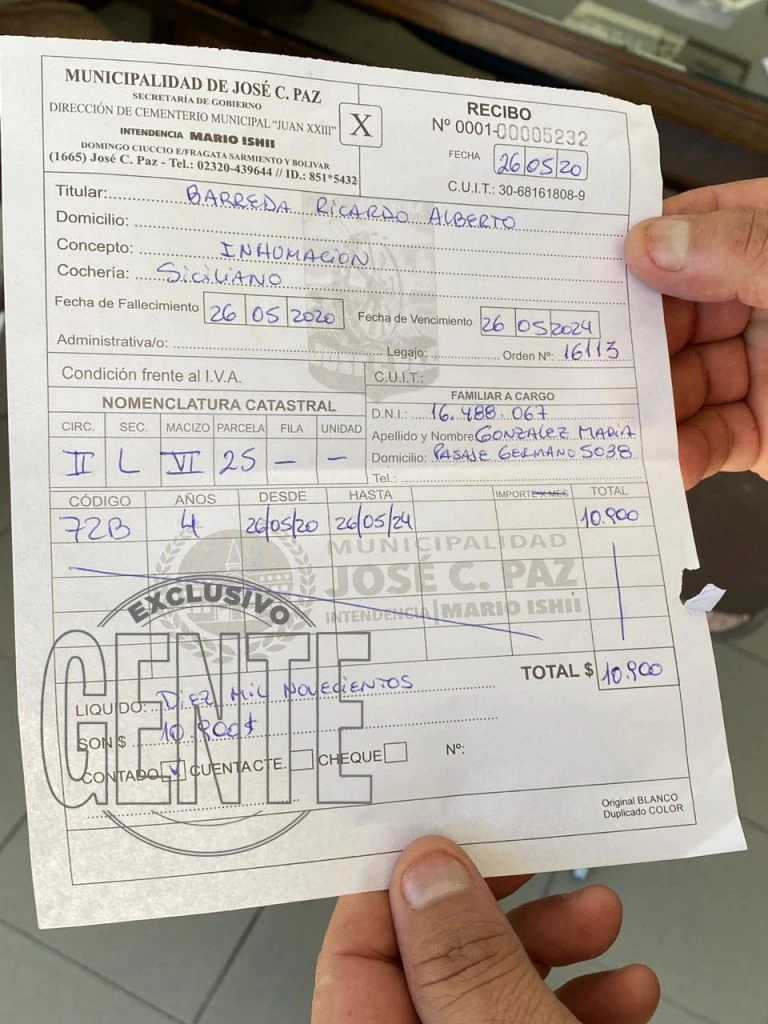 MUNICIPALIDAD DE JOSÉ C. PAZ
SECRETARÍA DE GOBIERNO
DIRECCIÓN DE CEMENTERIO MUNICIPAL "JUAN XXIII"
INTENDENCIA MARIO ISHII
DOMINGO CIUCCIO E/FRAGATA SARMIENTO Y BOLIVAR
(1665) José C. Paz - Tel.: 02320-439644 // ID.: 851*5432
X
RECIBO
Nº 0001-00005232
FECHA 26 05 20
C.U.I.T.: 30-68161808-9
Titular: BARREDA RICARDO ALBERTO
Domicilio:
Concepto: INHUMACION
Cochería: SICILIANO
Fecha de Fallecimiento 26 05 2020 Fecha de Vencimiento 26 05 2024
Administrativa/o: Legajo: Orden Nº: 16113
Condición frente al I.V.A. C.U.I.T.:
NOMENCLATURA CATASTRAL
CIRC. SEC. MACIZO PARCELA FILA UNIDAD
II L VI 25 - -
FAMILIAR A CARGO
D.N.I.: 16.488.067
Apellido y Nombre GONZALEZ MARIA
Domicilio: PASAJE GERMANO 5038
Tel.:
CÓDIGO AÑOS DESDE HASTA IMPORTE X MES TOTAL
72B 4 26/05/20 26/05/24 10.900
MUNICIPALIDAD
JOSÉ C. PAZ
INTENDENCIA | MARIO ISHII
EXCLUSIVO
GENTE
TOTAL $ 10.900
LIQUIDO: DIEZ MIL NOVECIENTOS
SON $ 10.900$
CONTADO CUENTA CTE. CHEQUE Nº:
Original BLANCO
Duplicado COLOR